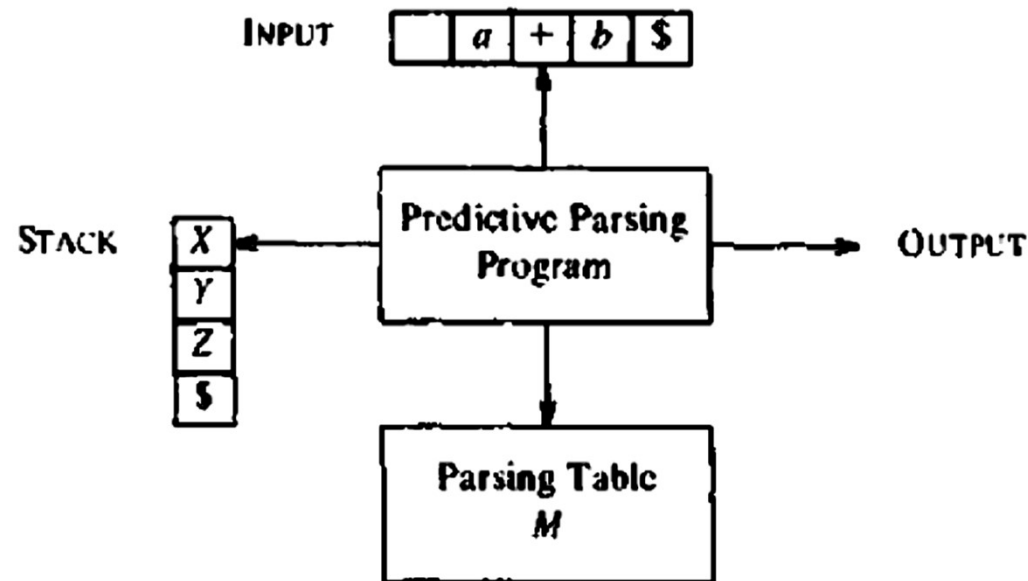 INPUT
a + b $
STACK
X
Y
Z
$
Predictive Parsing
Program
OUTPUT
Parsing Table
M